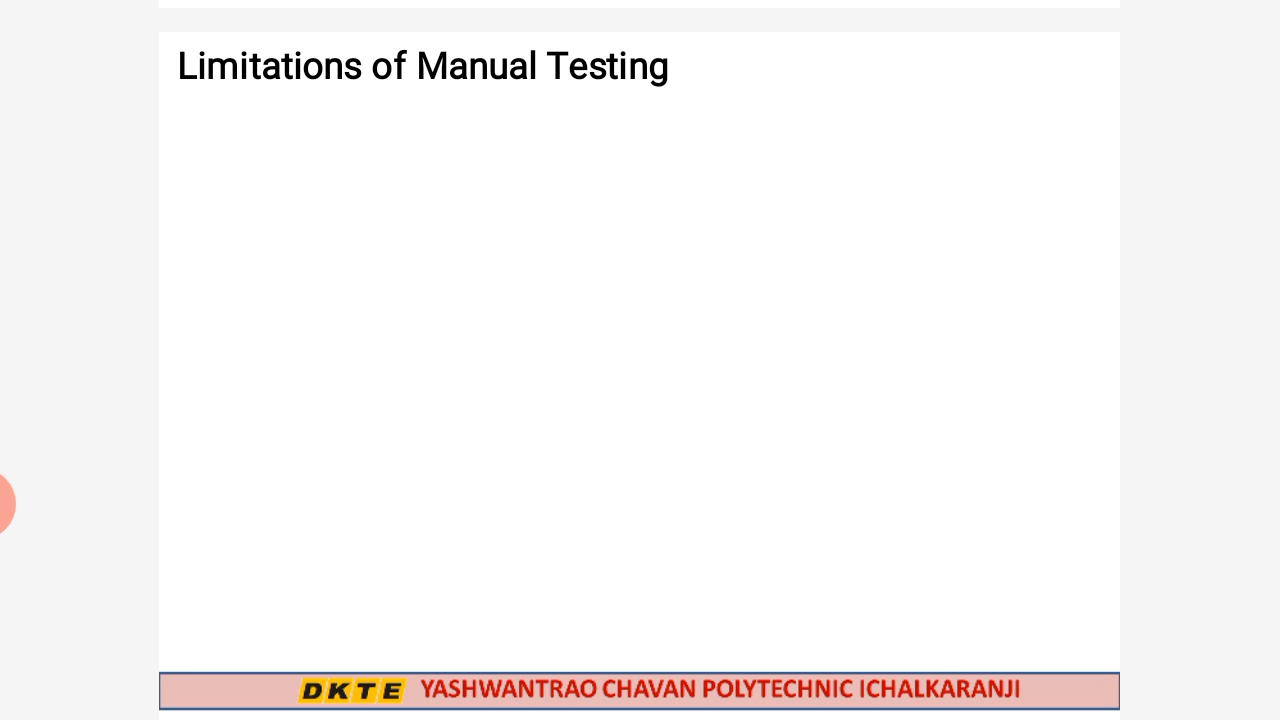 Limitations of Manual Testing
DKTE YASHWANTRAO CHAVAN POLYTECHNIC ICHALKARANJI